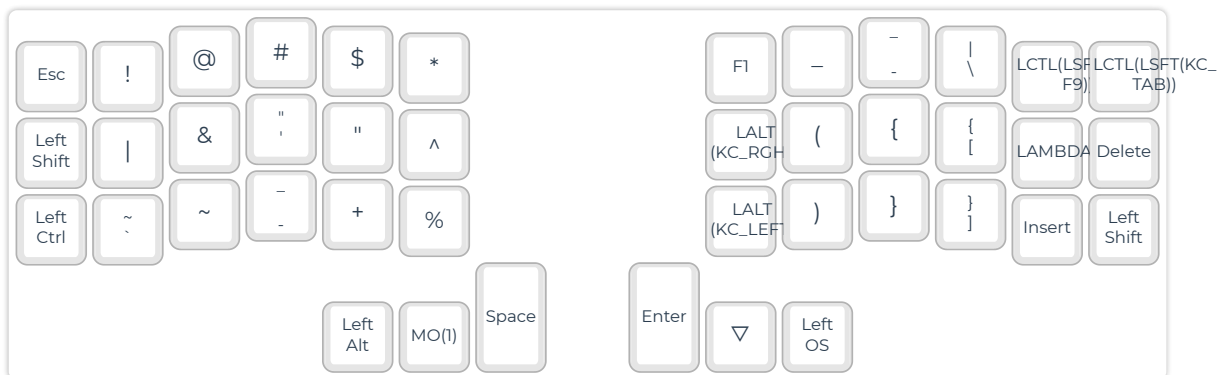 Esc
!
@
#
$
*
F1
_
_
-
|
\
LCTL(LSF
F9)
LCTL(LSFT(KC_
TAB))
Left
Shift
|
&
"
'
"
^
LALT
(KC_RGH
(
{
{
[
LAMBDA
Delete
Left
Ctrl
~
`
~
_
-
+
%
LALT
(KC_LEFT
)
}
}
]
Insert
Left
Shift
Left
Alt
MO(1)
Space
Enter
▽
Left
OS